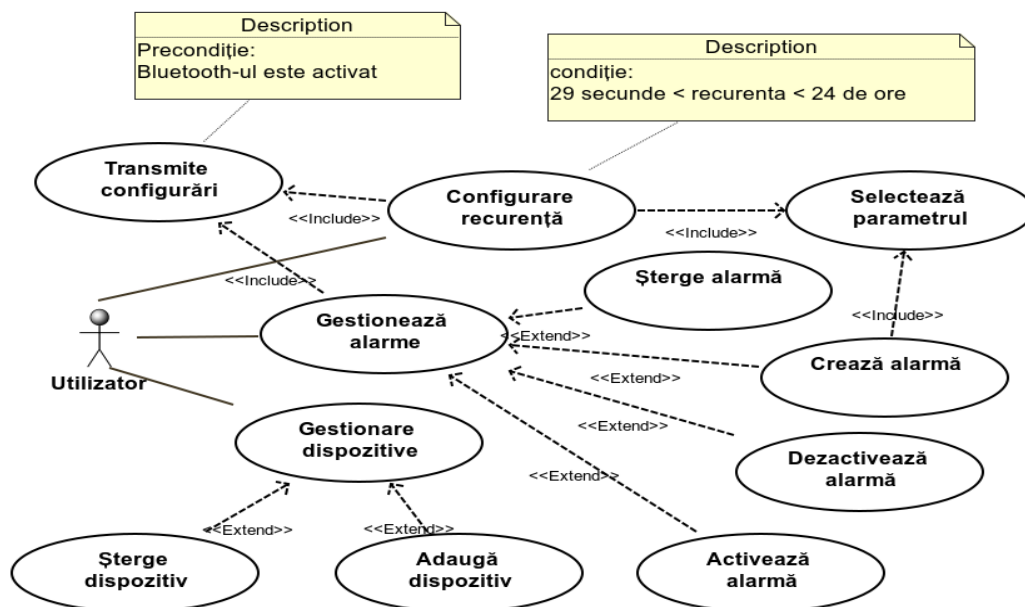 Description
Precondiție:
Bluetooth-ul este activat
Description
condiție:
29 secunde < recurenta < 24 de ore
Transmite
configurări
Configurare
recurență
Selectează
parametrul
<<Include>>
<<Include>>
<<Include>>
Șterge alarmă
Gestionează
alarme
<<Extend>>
<<Include>>
Crează alarmă
<<Extend>>
Utilizator
Gestionare
dispozitive
<<Extend>>
Dezactivează
alarmă
<<Extend>>
<<Extend>>
<<Extend>>
Șterge
dispozitiv
Adaugă
dispozitiv
Activează
alarmă